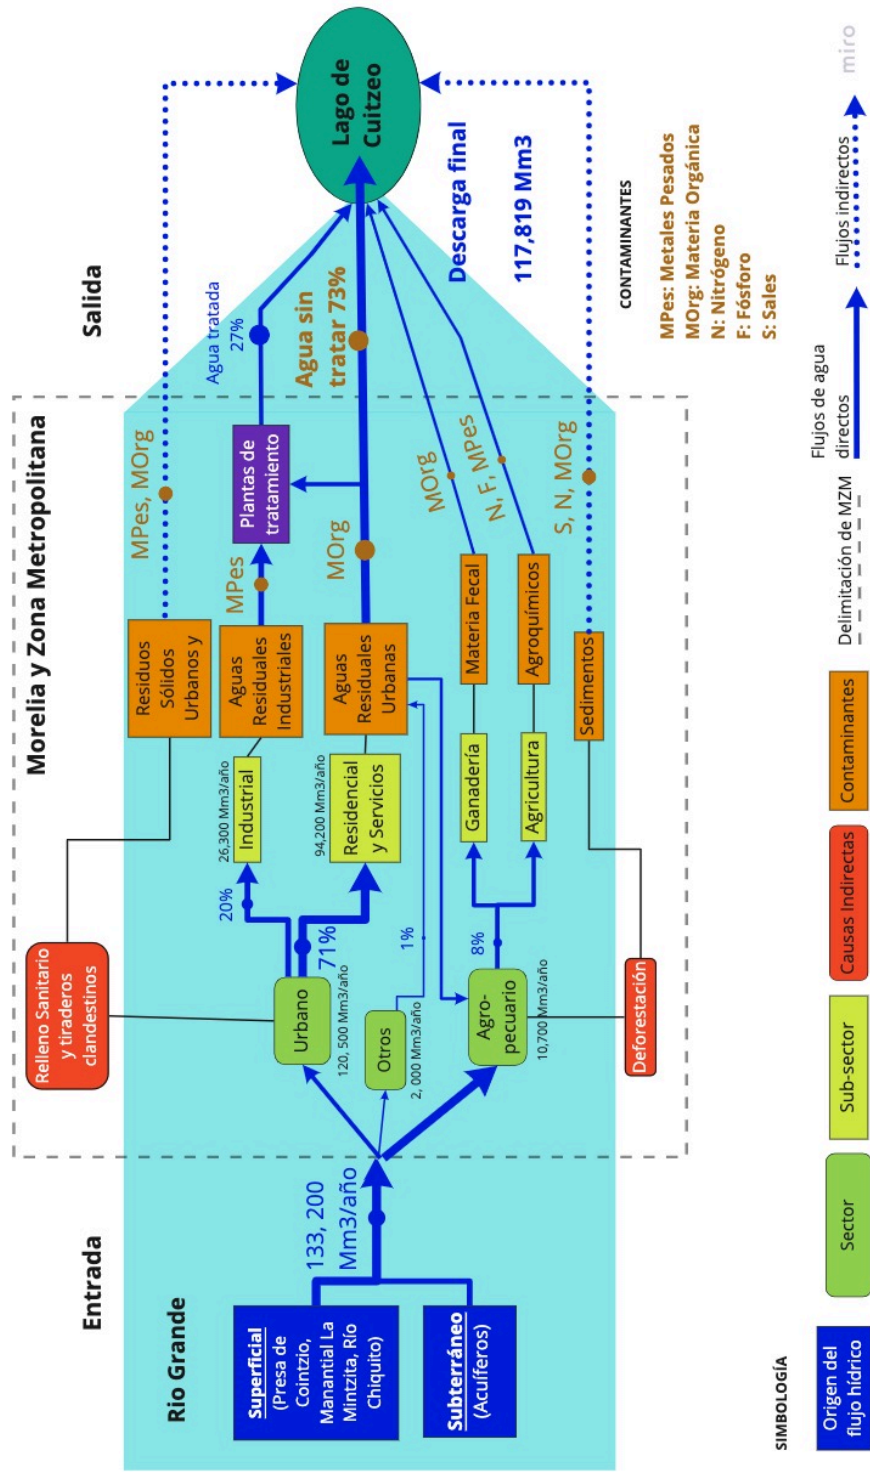 Entrada
Morelia y Zona Metropolitana
Salida
Rio Grande
Superficial
(Presa de
Cointzio,
Manantial La
Mintzita, Río
Chiquito)
Subterráneo
(Acuíferos)
133, 200
Mm3/año
Relleno Sanitario
y tiraderos
clandestinos
Urbano
120, 500 Mm3/año
Otros
2, 000 Mm3/año
Agro-
pecuario
10,700 Mm3/año
Deforestación
20%
71%
1%
8%
26,300 Mm3/año
Industrial
94,200 Mm3/año
Residencial
y Servicios
Ganadería
Agricultura
Residuos
Sólidos
Urbanos y
Aguas
Residuales
Industriales
Aguas
Residuales
Urbanas
Materia Fecal
Agroquímicos
Sedimentos
MPes, MOrg
MPes
MOrg
Plantas de
tratamiento
MOrg
N, F, MPes
S, N, MOrg
Agua tratada
27%
Agua sin
tratar 73%
Lago de
Cuitzeo
Descarga final
117,819 Mm3
CONTAMINANTES
MPes: Metales Pesados
MOrg: Materia Orgánica
N: Nitrógeno
F: Fósforo
S: Sales
SIMBOLOGÍA
Origen del
flujo hídrico
Sector
Sub-sector
Causas Indirectas
Contaminantes
Delimitación de MZM
Flujos de agua
directos
Flujos indirectos
miro